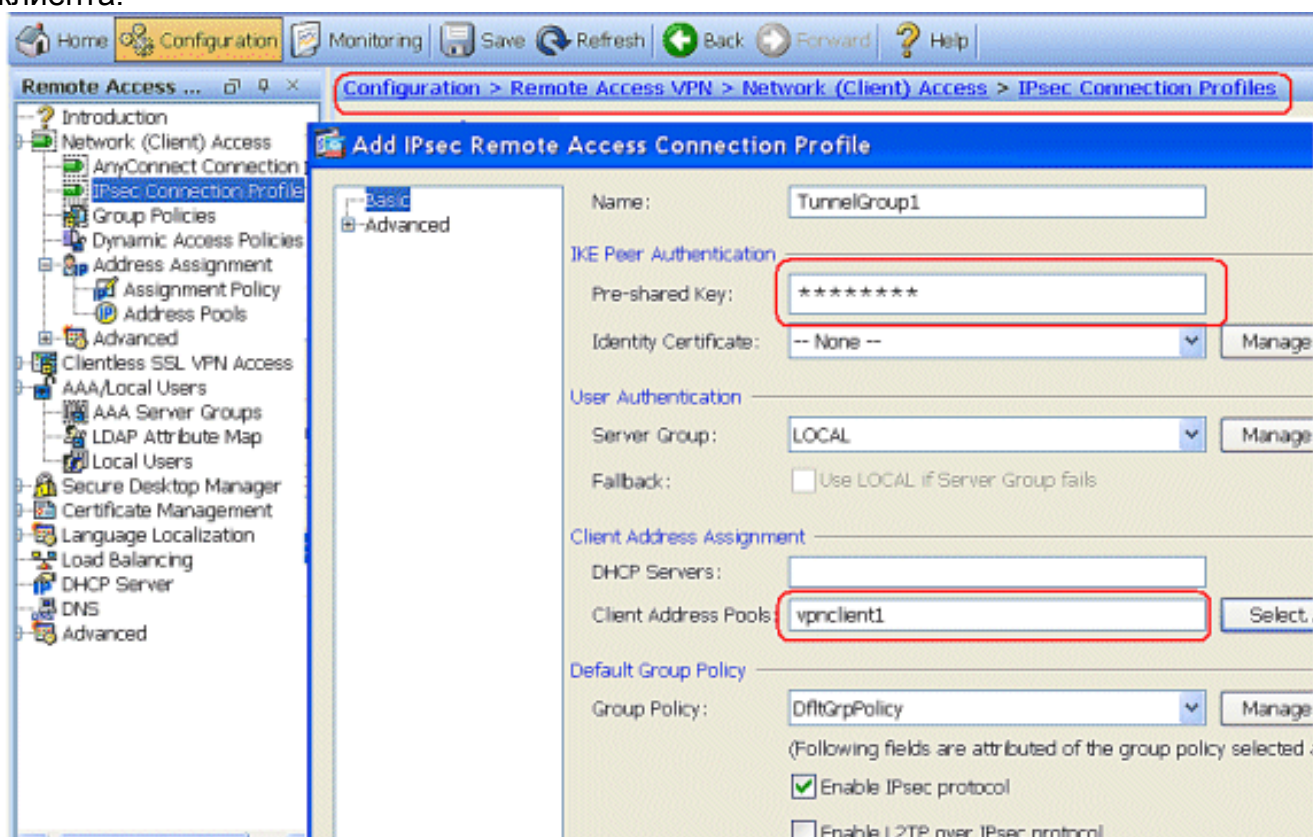 клиента.
Home Configuration Monitoring Save Refresh Back Forward Help
Remote Access ...
Configuration > Remote Access VPN > Network (Client) Access > IPsec Connection Profiles
Introduction
Network (Client) Access
AnyConnect Connection
IPsec Connection Profile
Group Policies
Dynamic Access Policies
Address Assignment
Assignment Policy
Address Pools
Advanced
Clientless SSL VPN Access
AAA/Local Users
AAA Server Groups
LDAP Attribute Map
Local Users
Secure Desktop Manager
Certificate Management
Language Localization
Load Balancing
DHCP Server
DNS
Advanced
Add IPsec Remote Access Connection Profile
Basic
Advanced
Name: TunnelGroup1
IKE Peer Authentication
Pre-shared Key: ********
Identity Certificate: -- None -- Manage
User Authentication
Server Group: LOCAL Manage
Fallback: Use LOCAL if Server Group fails
Client Address Assignment
DHCP Servers:
Client Address Pools: vpnclient1 Select.
Default Group Policy
Group Policy: DfltGrpPolicy Manage
(Following fields are attributed of the group policy selected
Enable IPsec protocol
Enable L2TP over IPsec protocol